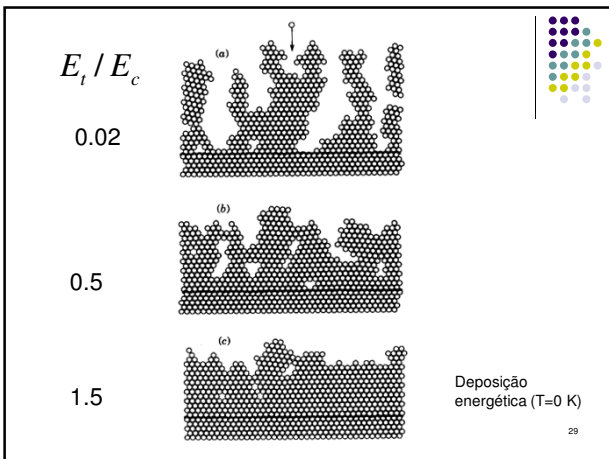 E_t / E_c
(a)
0.02
(b)
0.5
(c)
1.5
Deposição
energética (T=0 K)
29